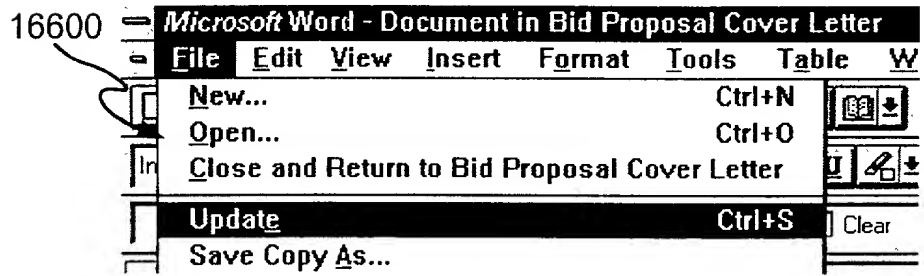 16600
Microsoft Word - Document in Bid Proposal Cover Letter
File Edit View Insert Format Tools Table W
New... Ctrl+N
Open... Ctrl+O
Close and Return to Bid Proposal Cover Letter
In U
Update Ctrl+S Clear
Save Copy As...